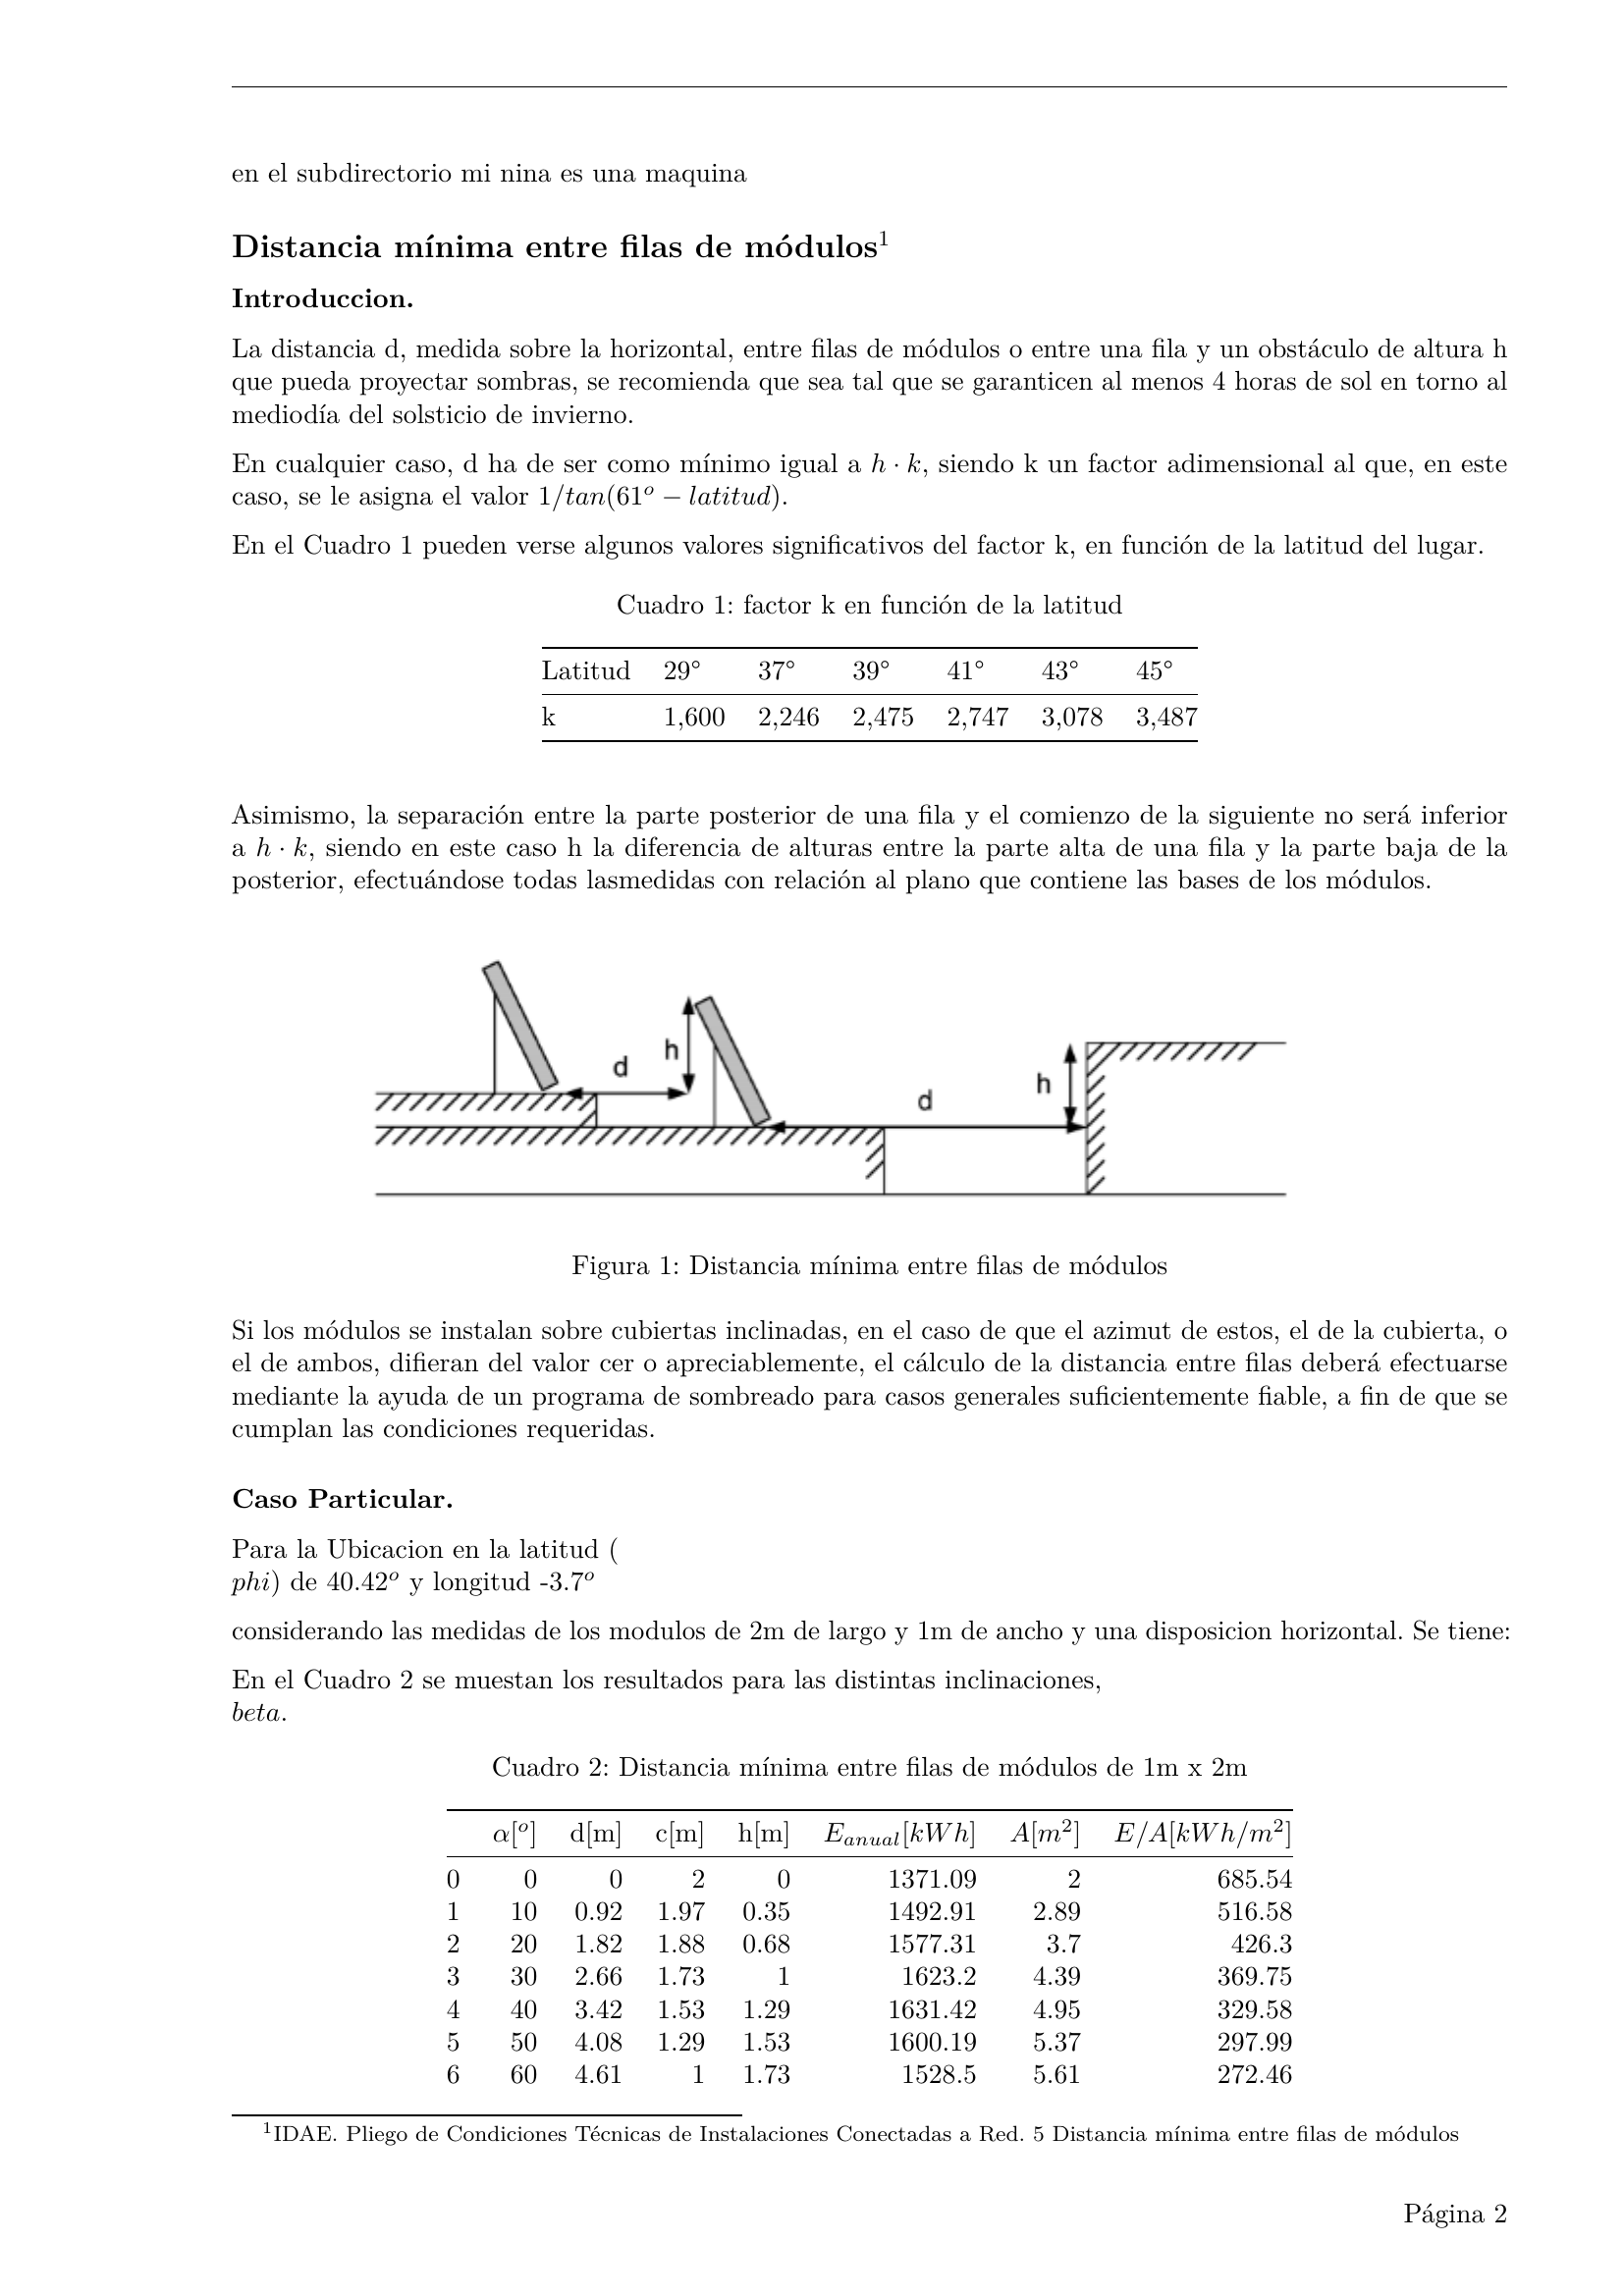 en el subdirectorio mi nina es una maquina
Distancia mínima entre filas de módulos¹
Introduccion.
La distancia d, medida sobre la horizontal, entre filas de módulos o entre una fila y un obstáculo de altura h
que pueda proyectar sombras, se recomienda que sea tal que se garanticen al menos 4 horas de sol en torno al
mediodía del solsticio de invierno.
En cualquier caso, d ha de ser como mínimo igual a h · k, siendo k un factor adimensional al que, en este
caso, se le asigna el valor 1/tan(61º − latitud).
En el Cuadro 1 pueden verse algunos valores significativos del factor k, en función de la latitud del lugar.
Cuadro 1: factor k en función de la latitud
Latitud 29° 37° 39° 41° 43° 45°
k 1,600 2,246 2,475 2,747 3,078 3,487
Asimismo, la separación entre la parte posterior de una fila y el comienzo de la siguiente no será inferior
a h · k, siendo en este caso h la diferencia de alturas entre la parte alta de una fila y la parte baja de la
posterior, efectuándose todas lasmedidas con relación al plano que contiene las bases de los módulos.
d h d h
Figura 1: Distancia mínima entre filas de módulos
Si los módulos se instalan sobre cubiertas inclinadas, en el caso de que el azimut de estos, el de la cubierta, o
el de ambos, difieran del valor cer o apreciablemente, el cálculo de la distancia entre filas deberá efectuarse
mediante la ayuda de un programa de sombreado para casos generales suficientemente fiable, a fin de que se
cumplan las condiciones requeridas.
Caso Particular.
Para la Ubicacion en la latitud (
phi) de 40.42º y longitud -3.7º
considerando las medidas de los modulos de 2m de largo y 1m de ancho y una disposicion horizontal. Se tiene:
En el Cuadro 2 se muestan los resultados para las distintas inclinaciones,
beta.
Cuadro 2: Distancia mínima entre filas de módulos de 1m x 2m
α[º] d[m] c[m] h[m] Eanual[kWh] A[m²] E/A[kWh/m²]
0 0 0 2 0 1371.09 2 685.54
1 10 0.92 1.97 0.35 1492.91 2.89 516.58
2 20 1.82 1.88 0.68 1577.31 3.7 426.3
3 30 2.66 1.73 1 1623.2 4.39 369.75
4 40 3.42 1.53 1.29 1631.42 4.95 329.58
5 50 4.08 1.29 1.53 1600.19 5.37 297.99
6 60 4.61 1 1.73 1528.5 5.61 272.46
¹IDAE. Pliego de Condiciones Técnicas de Instalaciones Conectadas a Red. 5 Distancia mínima entre filas de módulos
Página 2